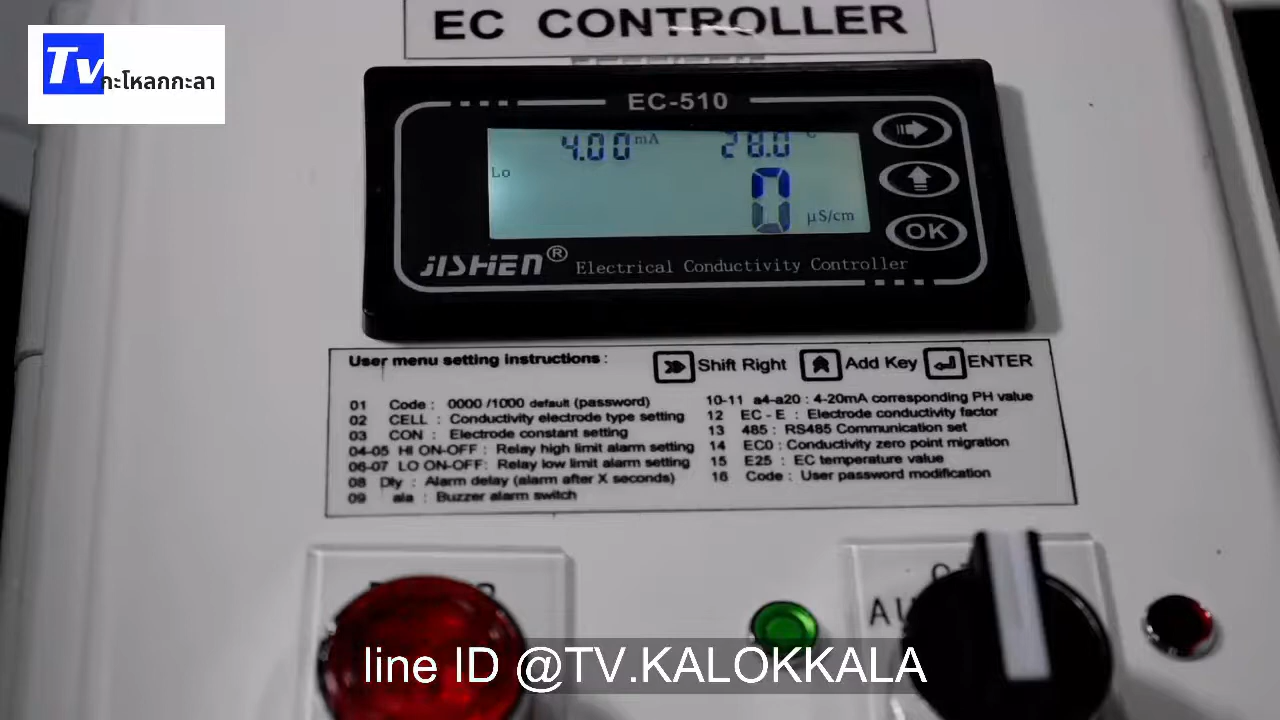 EC CONTROLLER
Tv กะโหลกกะลา
EC-510
4.00 mA 28.0 °C
Lo
0 µS/cm
OK
JISHEN® Electrical Conductivity Controller
User menu setting instructions : Shift Right Add Key ENTER
01 Code : 0000 /1000 default (password)
02 CELL : Conductivity electrode type setting
03 CON : Electrode constant setting
04-05 HI ON-OFF : Relay high limit alarm setting
06-07 LO ON-OFF : Relay low limit alarm setting
08 Dly : Alarm delay (alarm after X seconds)
09 ala : Buzzer alarm switch
10-11 a4-a20 : 4-20mA corresponding PH value
12 EC - E : Electrode conductivity factor
13 485 : RS485 Communication set
14 EC0 : Conductivity zero point migration
15 E25 : EC temperature value
16 Code : User password modification
line ID @TV.KALOKKALA